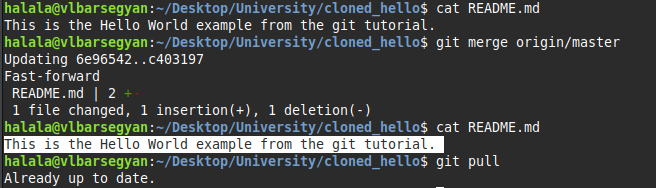 halala@vlbarsegyan:~/Desktop/University/cloned_hello$ cat README.md
This is the Hello World example from the git tutorial.
halala@vlbarsegyan:~/Desktop/University/cloned_hello$ git merge origin/master
Updating 6e96542..c403197
Fast-forward
 README.md | 2 +-
 1 file changed, 1 insertion(+), 1 deletion(-)
halala@vlbarsegyan:~/Desktop/University/cloned_hello$ cat README.md
This is the Hello World example from the git tutorial.
halala@vlbarsegyan:~/Desktop/University/cloned_hello$ git pull
Already up to date.